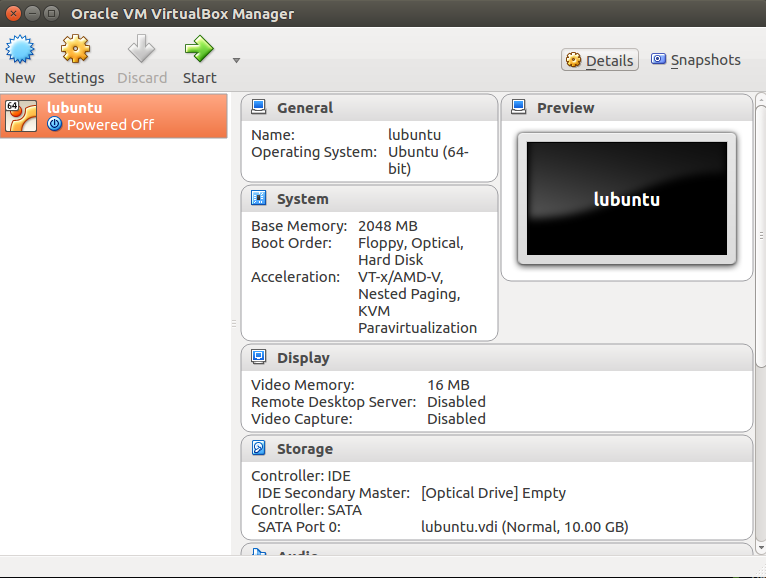 Oracle VM VirtualBox Manager
New Settings Discard Start Details Snapshots
64
lubuntu
Powered Off
General
Name: lubuntu
Operating System: Ubuntu (64-
bit)
System
Base Memory: 2048 MB
Boot Order: Floppy, Optical,
Hard Disk
Acceleration: VT-x/AMD-V,
Nested Paging,
KVM
Paravirtualization
Preview
lubuntu
Display
Video Memory: 16 MB
Remote Desktop Server: Disabled
Video Capture: Disabled
Storage
Controller: IDE
IDE Secondary Master: [Optical Drive] Empty
Controller: SATA
SATA Port 0: lubuntu.vdi (Normal, 10.00 GB)
Audio